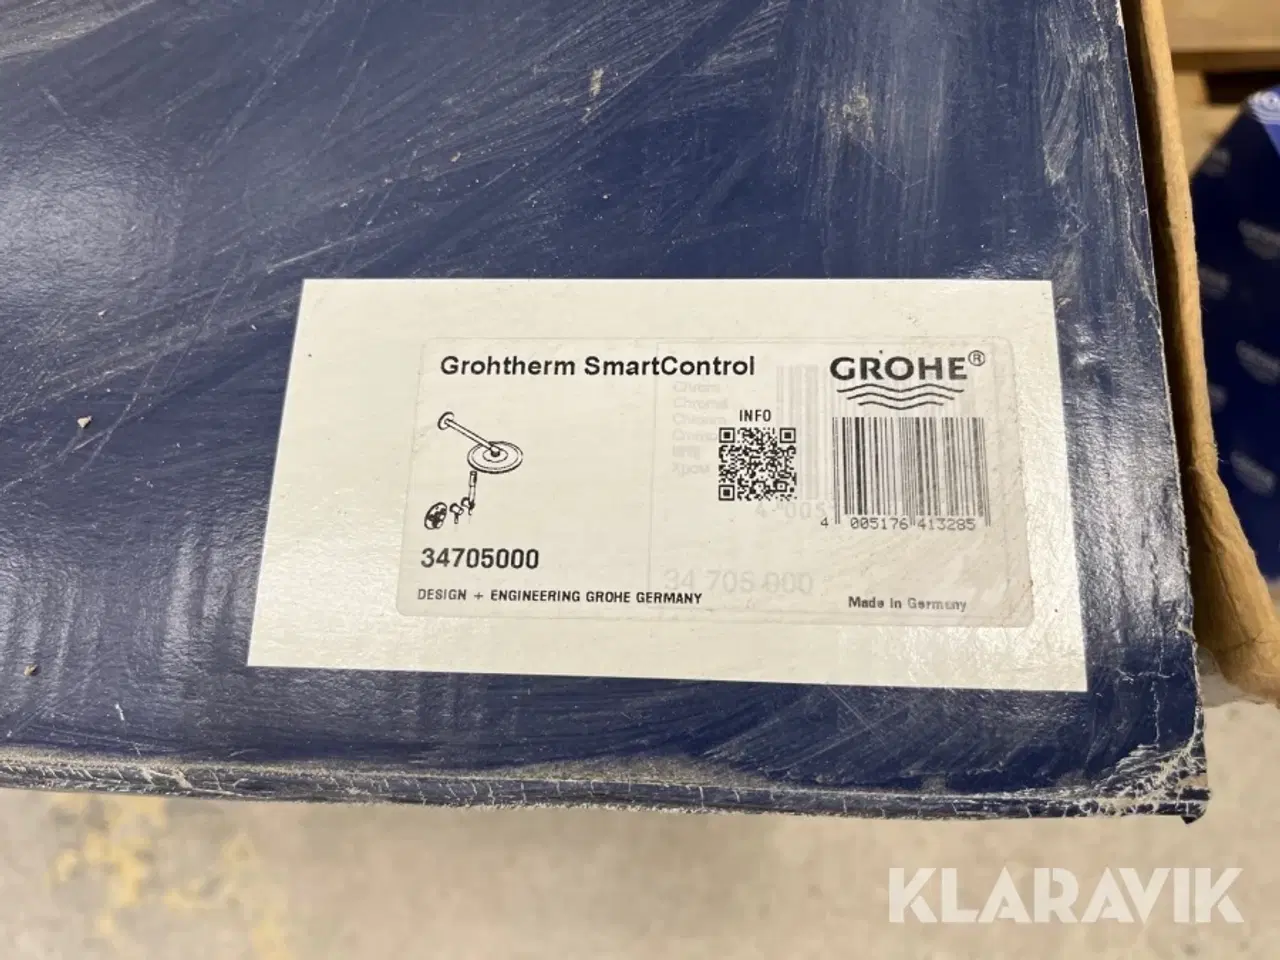 Grohtherm SmartControl
GROHE®
INFO
Chrom
34705000
4 005176 413285
34 705 000
DESIGN + ENGINEERING GROHE GERMANY
Made in Germany
KLARAVIK